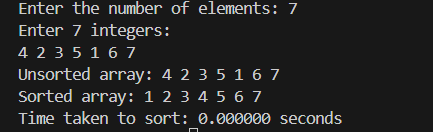 Enter the number of elements: 7
Enter 7 integers:
4 2 3 5 1 6 7
Unsorted array: 4 2 3 5 1 6 7
Sorted array: 1 2 3 4 5 6 7
Time taken to sort: 0.000000 seconds